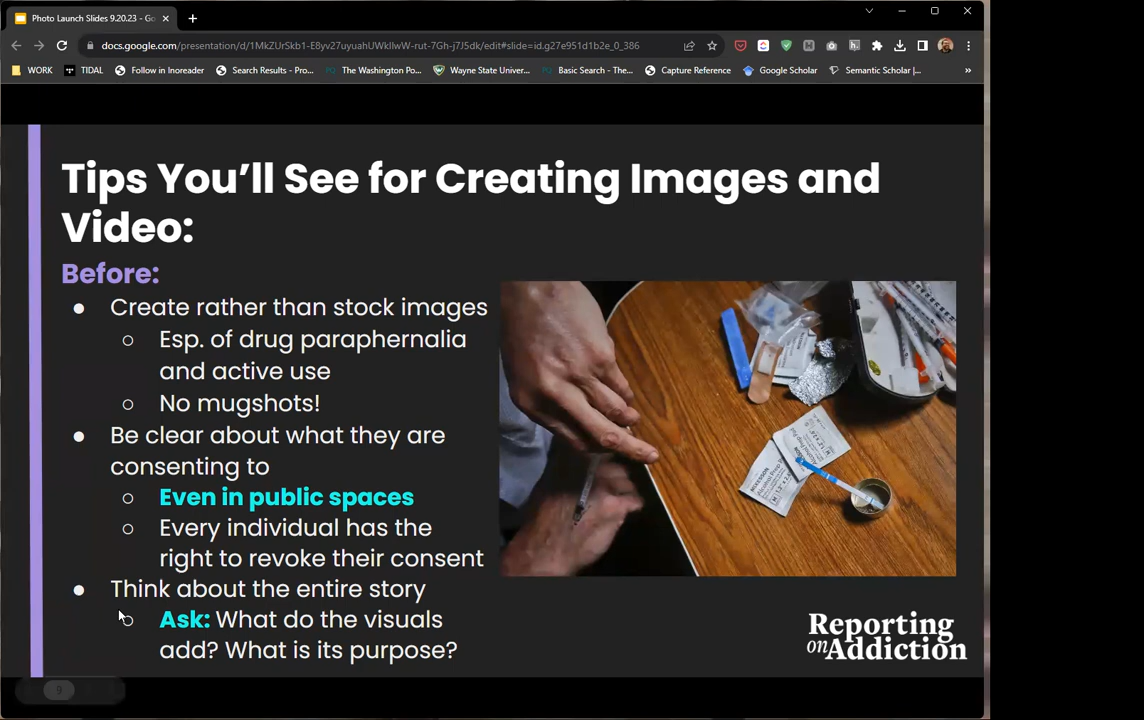 Photo Launch Slides 9.20.23 - Go
docs.google.com/presentation/d/1MkZUrSkb1-E8yv27uyuahUWkIlwW-rut-7Gh-j7J5dk/edit#slide=id.g27e951d1b2e_0_386
WORK TIDAL Follow in Inoreader Search Results - Pro... The Washington Po... Wayne State Univer... Basic Search - The... Capture Reference Google Scholar Semantic Scholar |... »
Tips You'll See for Creating Images and
Video:
Before:
● Create rather than stock images
○ Esp. of drug paraphernalia
and active use
○ No mugshots!
● Be clear about what they are
consenting to
○ Even in public spaces
○ Every individual has the
right to revoke their consent
● Think about the entire story
○ Ask: What do the visuals
add? What is its purpose?
Alcohol Prep Pad
Reporting
on Addiction
9